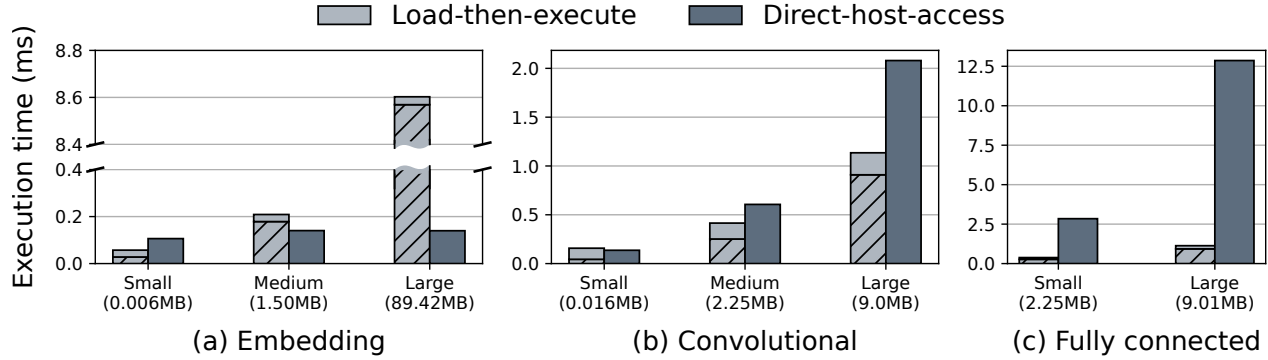 Load-then-execute Direct-host-access
Execution time (ms)
8.8
8.6
8.4
0.4
0.2
0.0
Small Medium Large
(0.006MB) (1.50MB) (89.42MB)
(a) Embedding
2.0
1.5
1.0
0.5
0.0
Small Medium Large
(0.016MB) (2.25MB) (9.0MB)
(b) Convolutional
12.5
10.0
7.5
5.0
2.5
0.0
Small Large
(2.25MB) (9.01MB)
(c) Fully connected